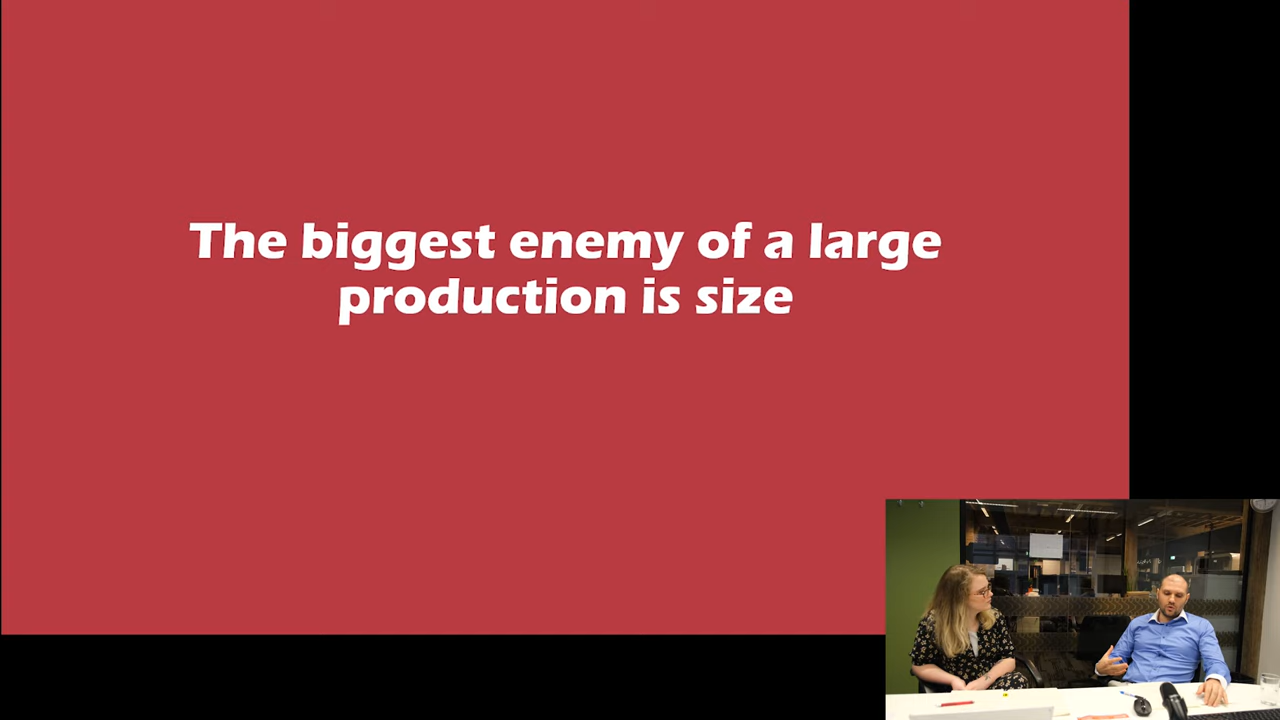 The biggest enemy of a large
production is size